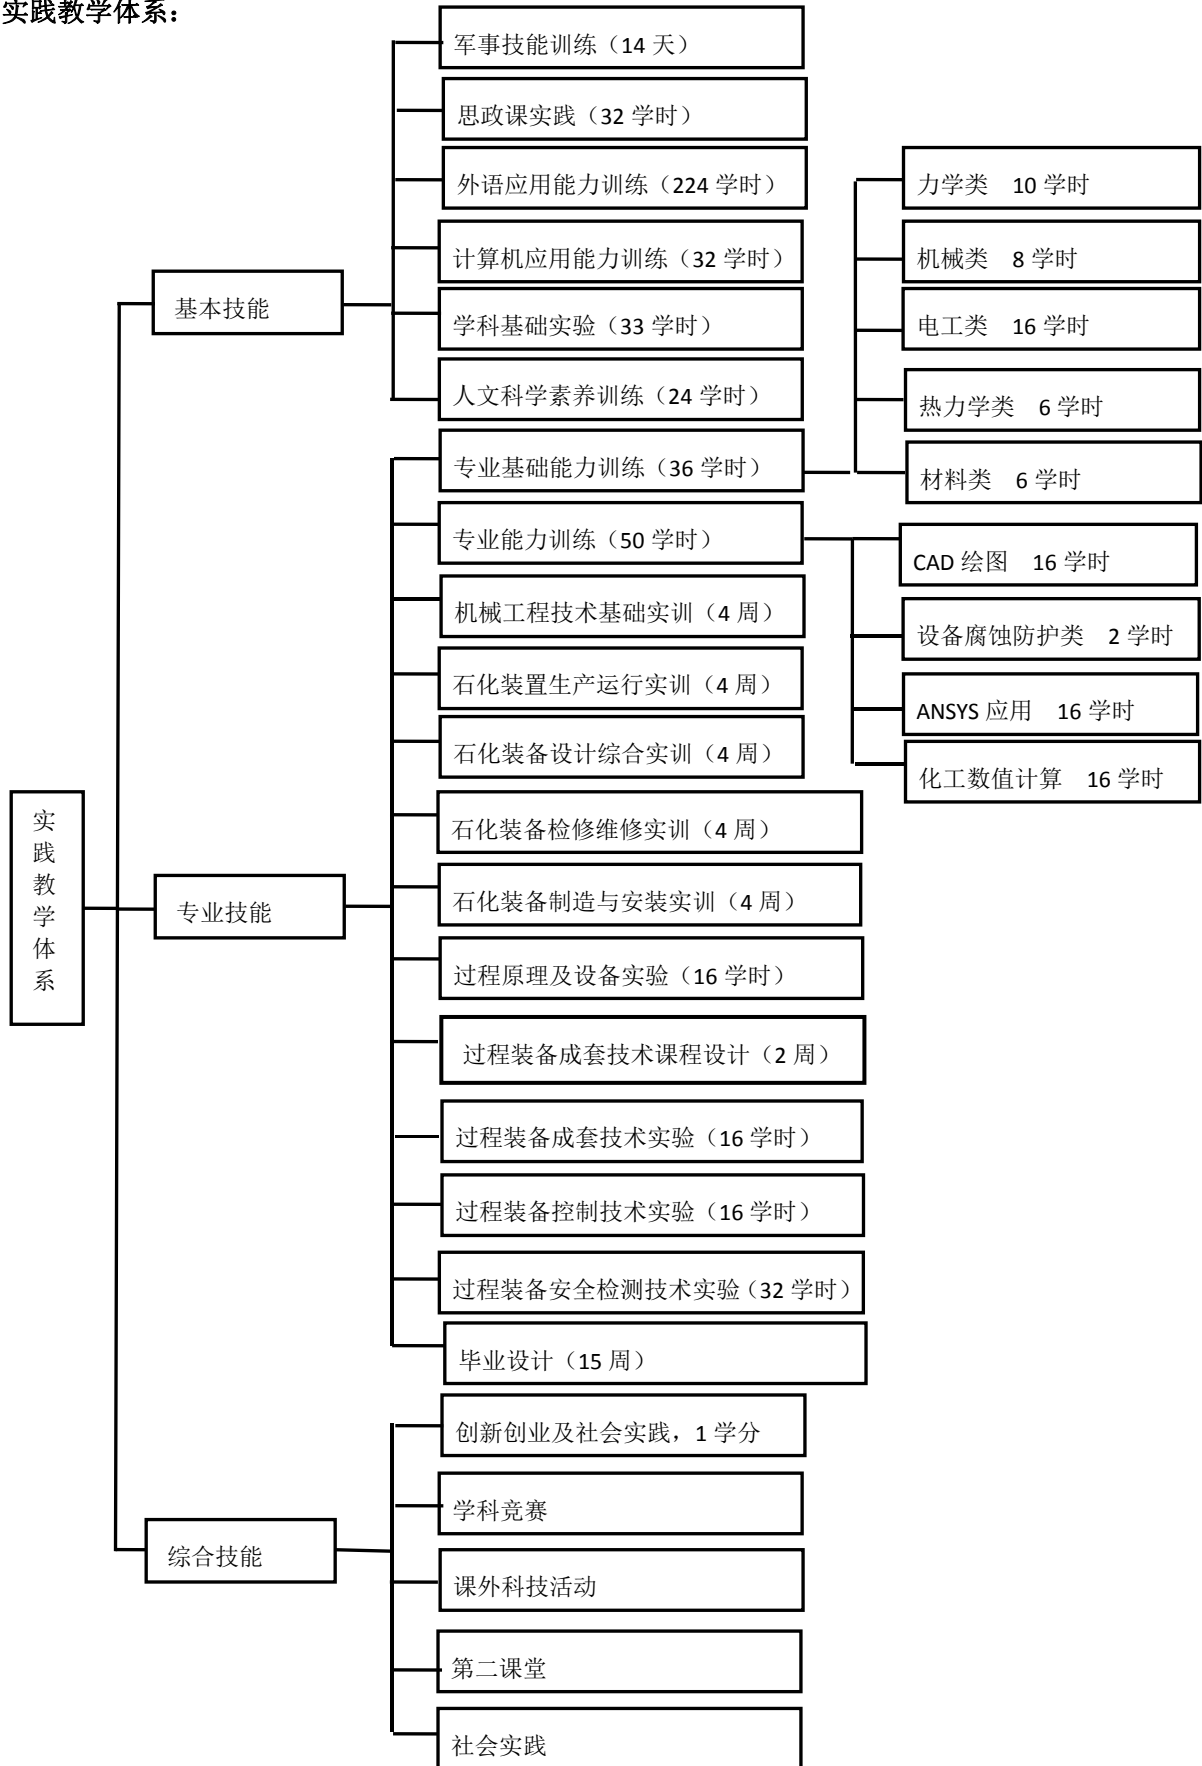 实践教学体系：
实践教学体系
基本技能
军事技能训练（14 天）
思政课实践（32 学时）
外语应用能力训练（224 学时）
计算机应用能力训练（32 学时）
学科基础实验（33 学时）
人文科学素养训练（24 学时）
专业技能
专业基础能力训练（36 学时）
力学类 10 学时
机械类 8 学时
电工类 16 学时
热力学类 6 学时
材料类 6 学时
专业能力训练（50 学时）
CAD 绘图 16 学时
设备腐蚀防护类 2 学时
ANSYS 应用 16 学时
化工数值计算 16 学时
机械工程技术基础实训（4 周）
石化装置生产运行实训（4 周）
石化装备设计综合实训（4 周）
石化装备检修维修实训（4 周）
石化装备制造与安装实训（4 周）
过程原理及设备实验（16 学时）
过程装备成套技术课程设计（2 周）
过程装备成套技术实验（16 学时）
过程装备控制技术实验（16 学时）
过程装备安全检测技术实验（32 学时）
毕业设计（15 周）
综合技能
创新创业及社会实践，1 学分
学科竞赛
课外科技活动
第二课堂
社会实践